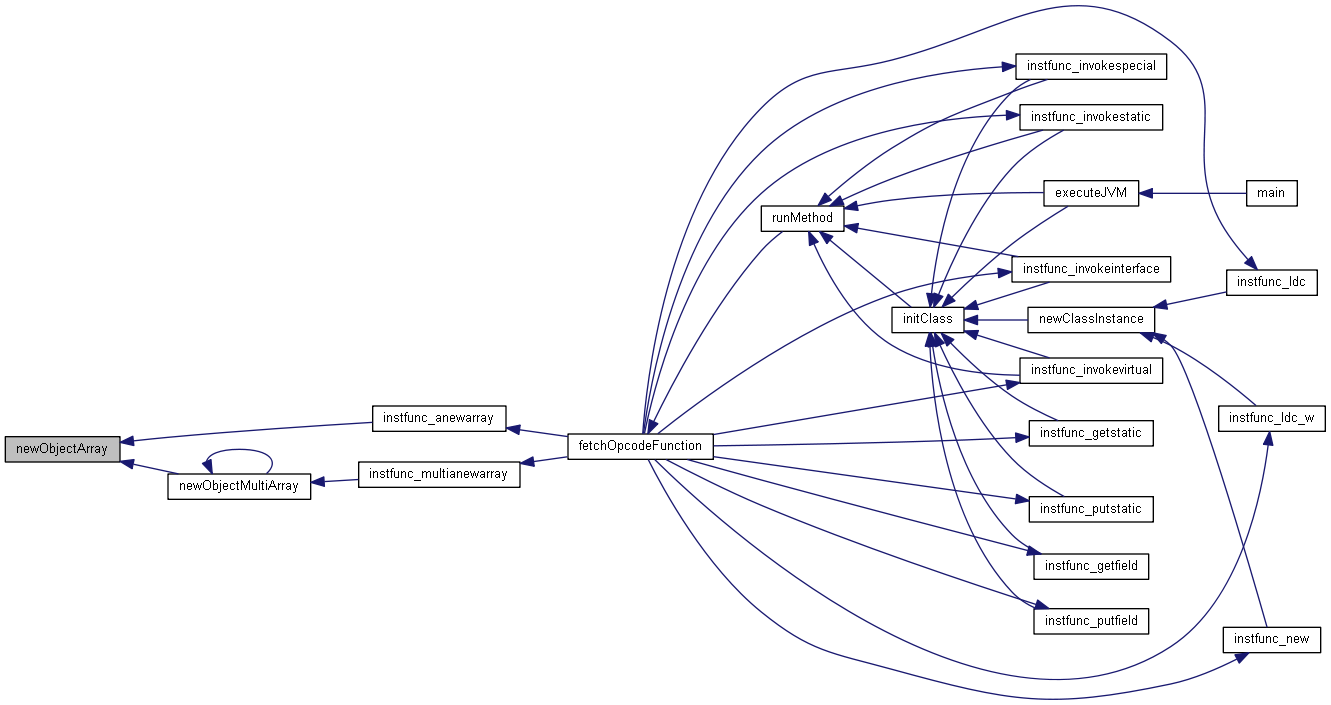 newObjectArray
newObjectMultiArray
instfunc_anewarray
instfunc_multianewarray
fetchOpcodeFunction
runMethod
initClass
instfunc_invokespecial
instfunc_invokestatic
executeJVM
instfunc_invokeinterface
newClassInstance
instfunc_invokevirtual
instfunc_getstatic
instfunc_putstatic
instfunc_getfield
instfunc_putfield
main
instfunc_ldc
instfunc_ldc_w
instfunc_new